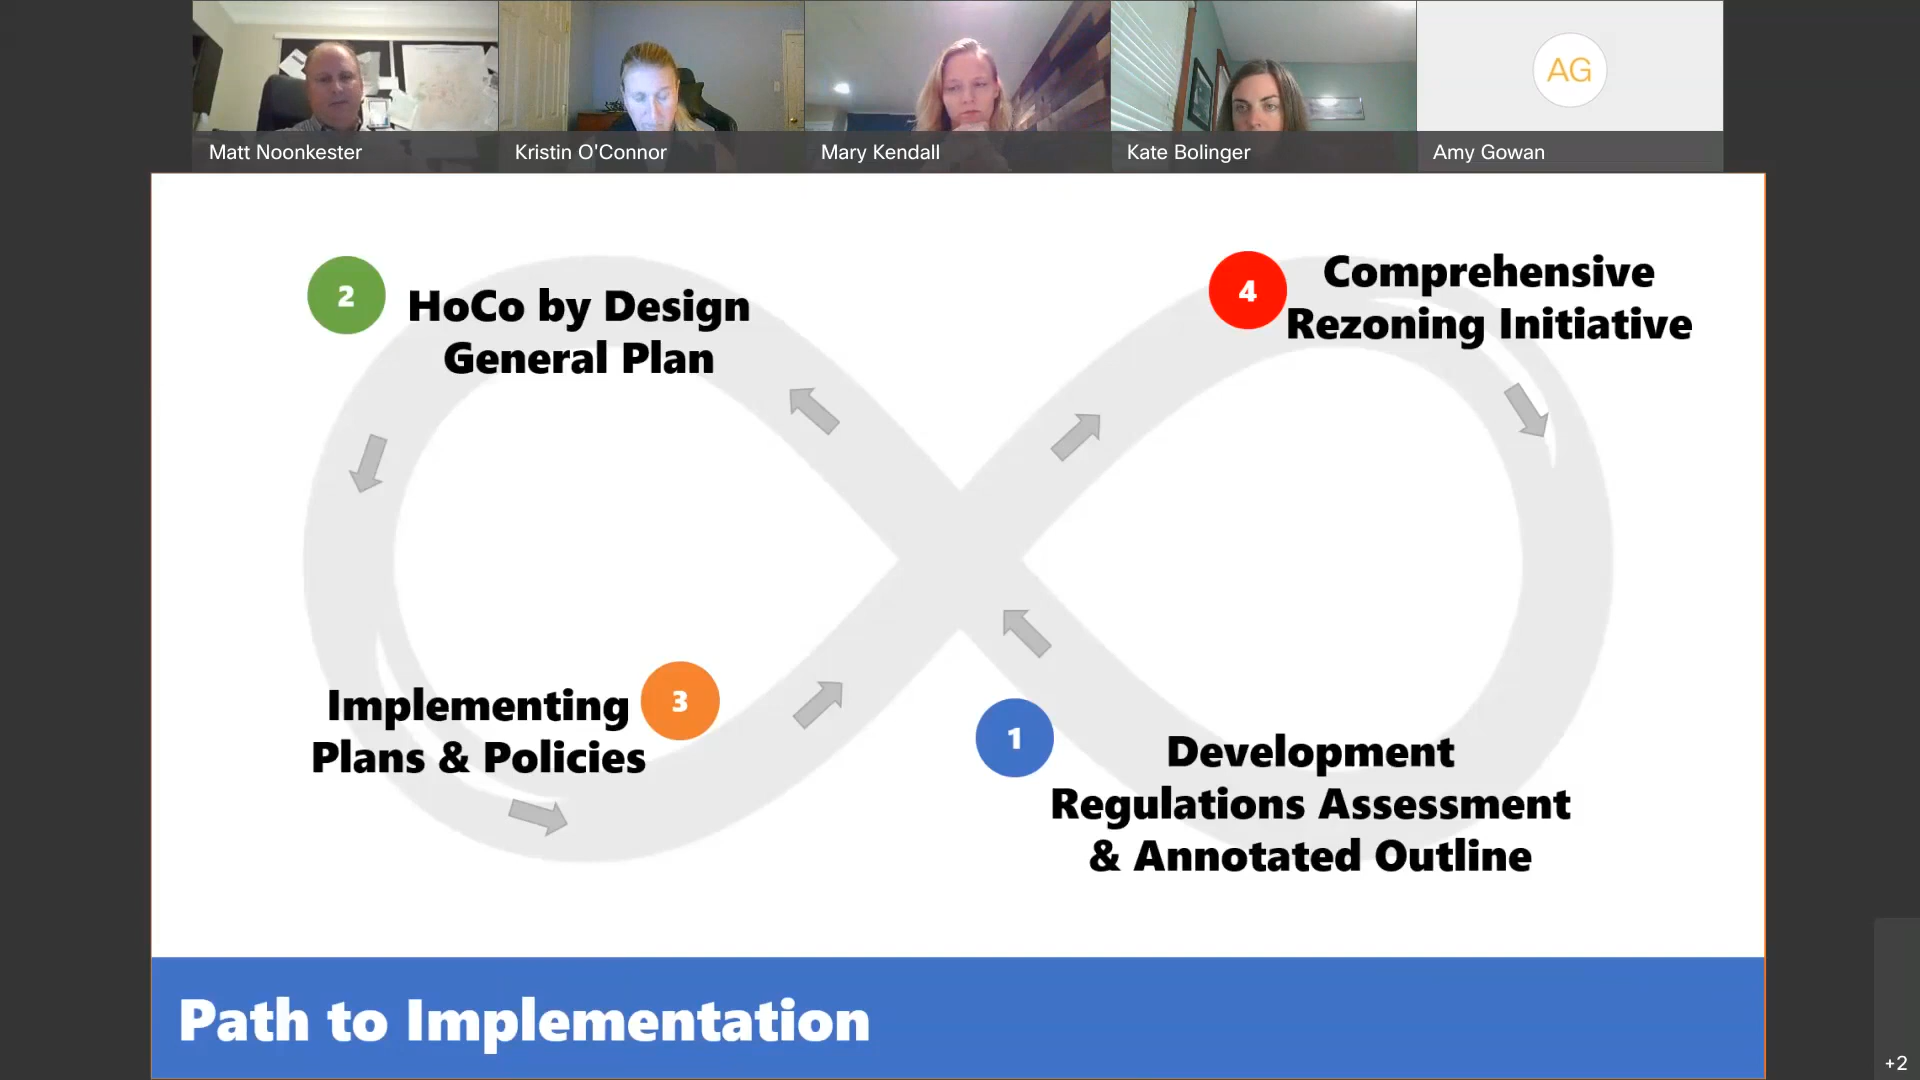 AG
Matt Noonkester
Kristin O'Connor
Mary Kendall
Kate Bolinger
Amy Gowan
2
HoCo by Design
General Plan
4
Comprehensive
Rezoning Initiative
Implementing
Plans & Policies
3
1
Development
Regulations Assessment
& Annotated Outline
Path to Implementation
+2